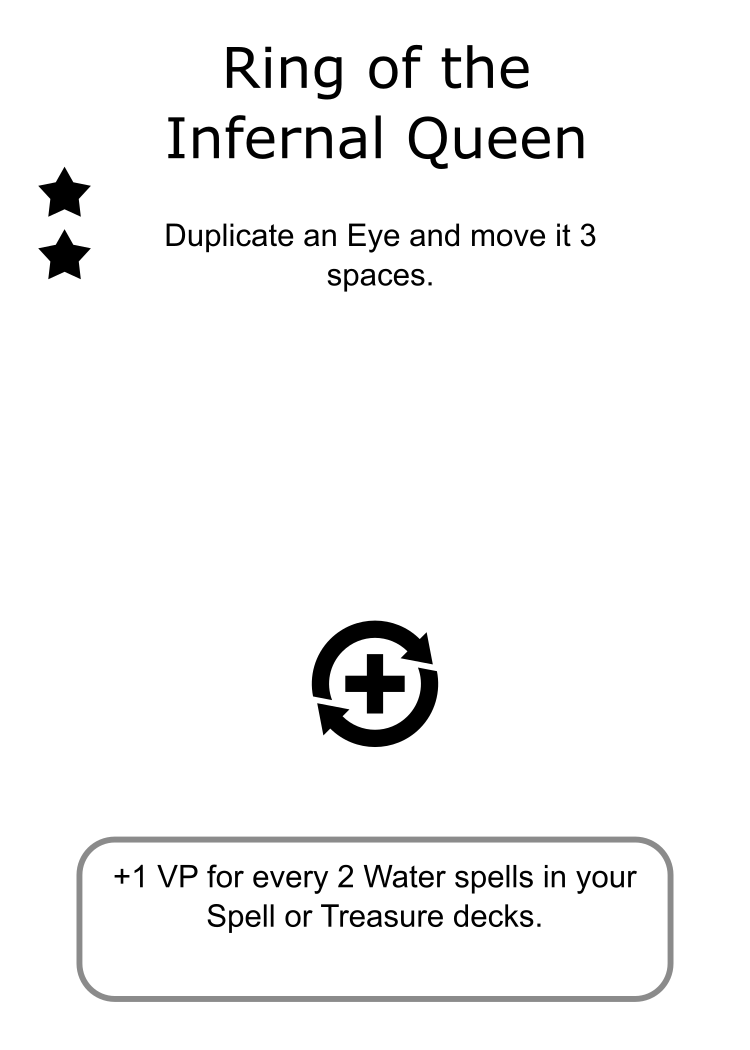 Ring of the
Infernal Queen
Duplicate an Eye and move it 3
spaces.
+1 VP for every 2 Water spells in your
Spell or Treasure decks.